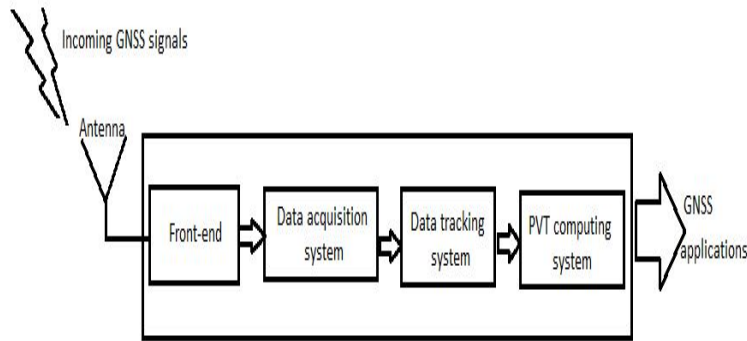 Incoming GNSS signals
Antenna
Front-end
Data acquisition
system
Data tracking
system
PVT computing
system
GNSS
applications